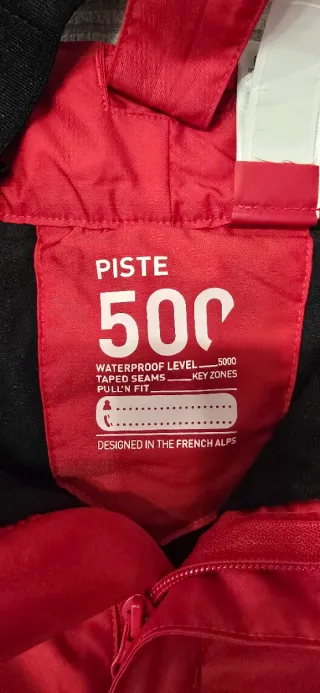 PISTE
500
WATERPROOF LEVEL 5000
TAPED SEAMS KEY ZONES
PULL'N FIT
DESIGNED IN THE FRENCH ALPS